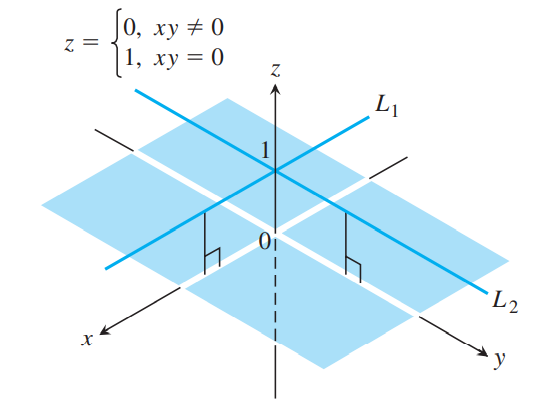 z = { 0, xy ≠ 0
1, xy = 0
z
L₁
1
0
L₂
x
y